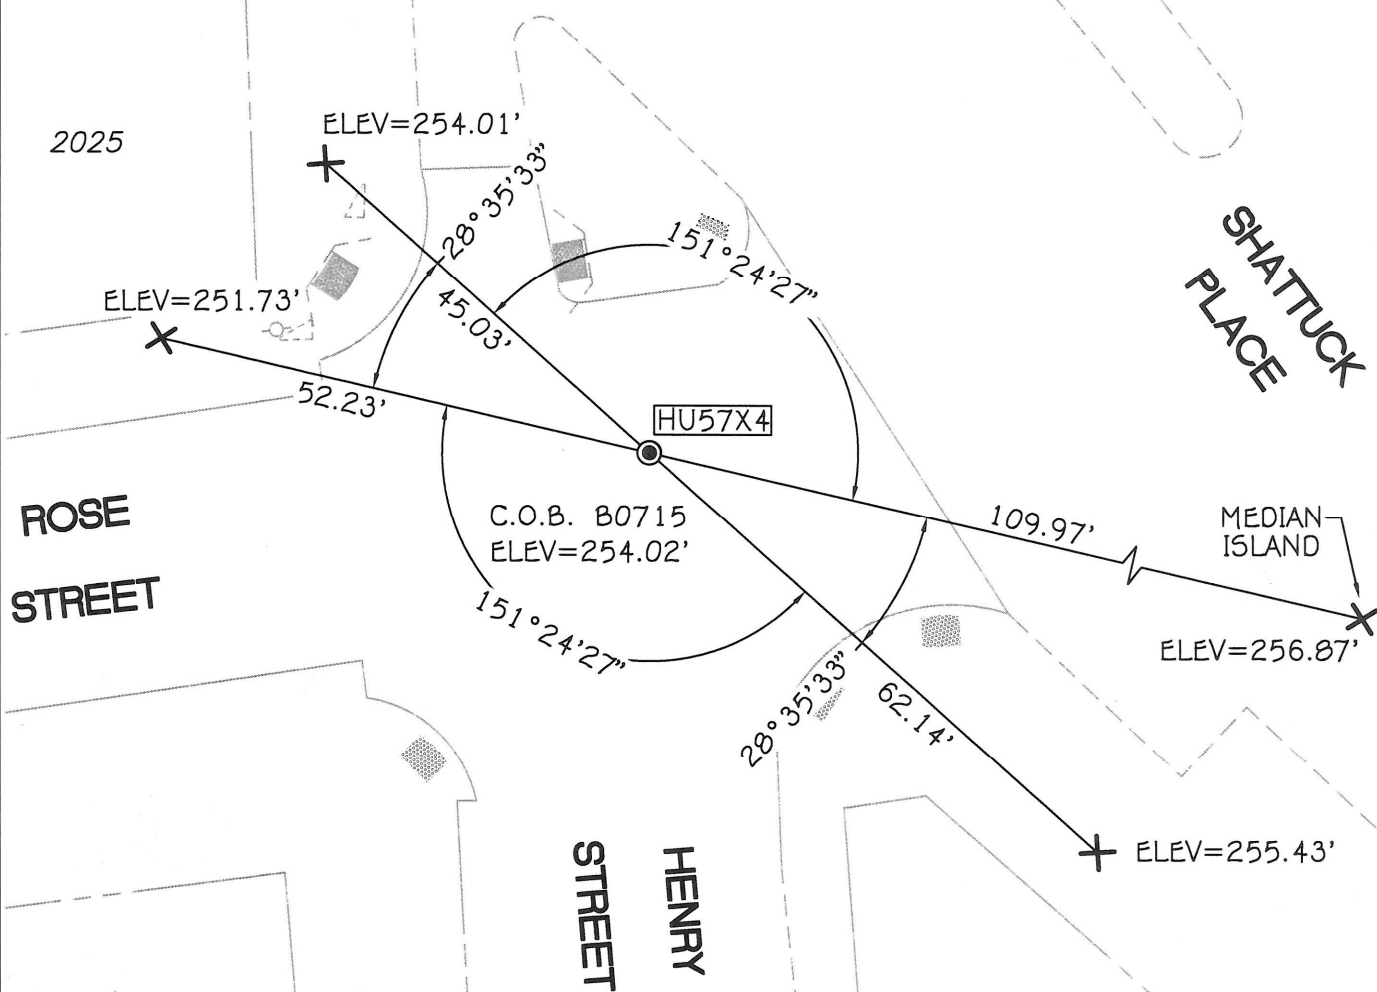 ELEV=254.01'
2025
28°35'33"
151°24'27"
SHATTUCK
PLACE
ELEV=251.73'
45.03'
52.23'
HU57X4
ROSE
STREET
C.O.B. B0715
ELEV=254.02'
109.97'
MEDIAN
ISLAND
151°24'27"
ELEV=256.87'
28°35'33"
62.14'
HENRY
STREET
ELEV=255.43'